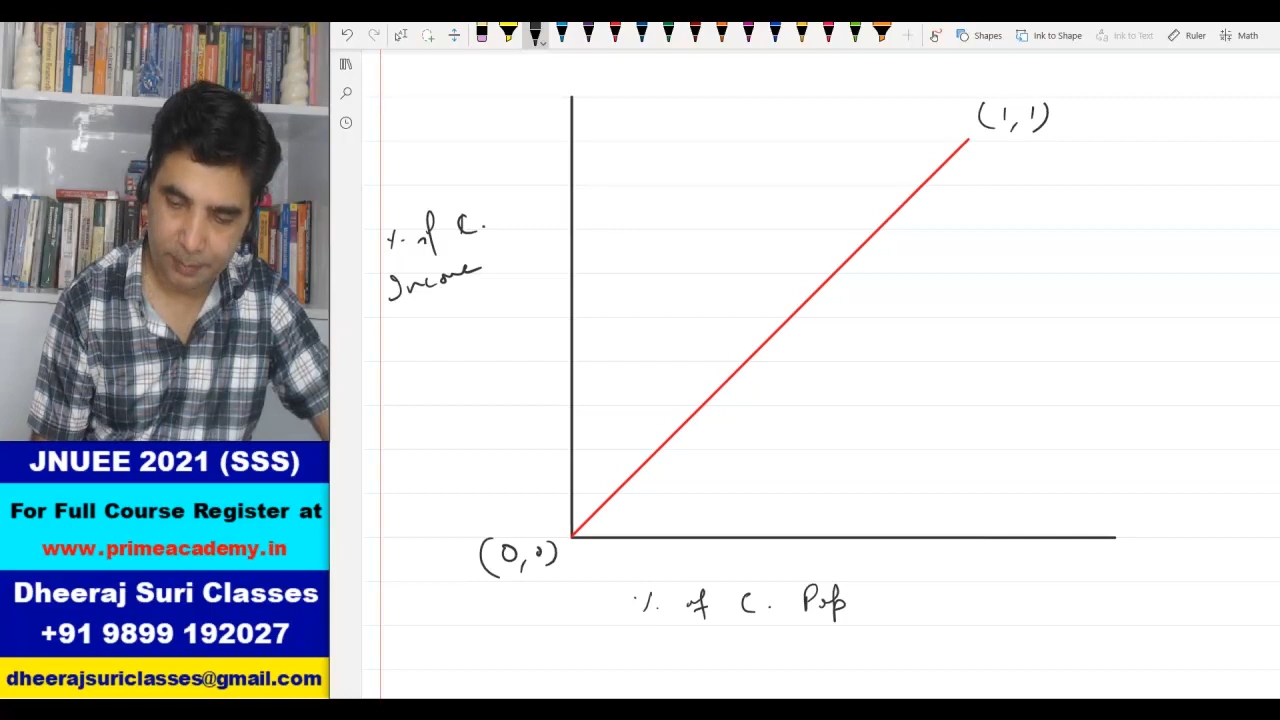 Shapes
Ink to Shape
Ink to Text
Ruler
Math
(1, 1)
% of C.
Income
(0, 0)
% of C. Pop
JNUEE 2021 (SSS)
For Full Course Register at
www.primeacademy.in
Dheeraj Suri Classes
+91 9899 192027
dheerajsuriclasses@gmail.com